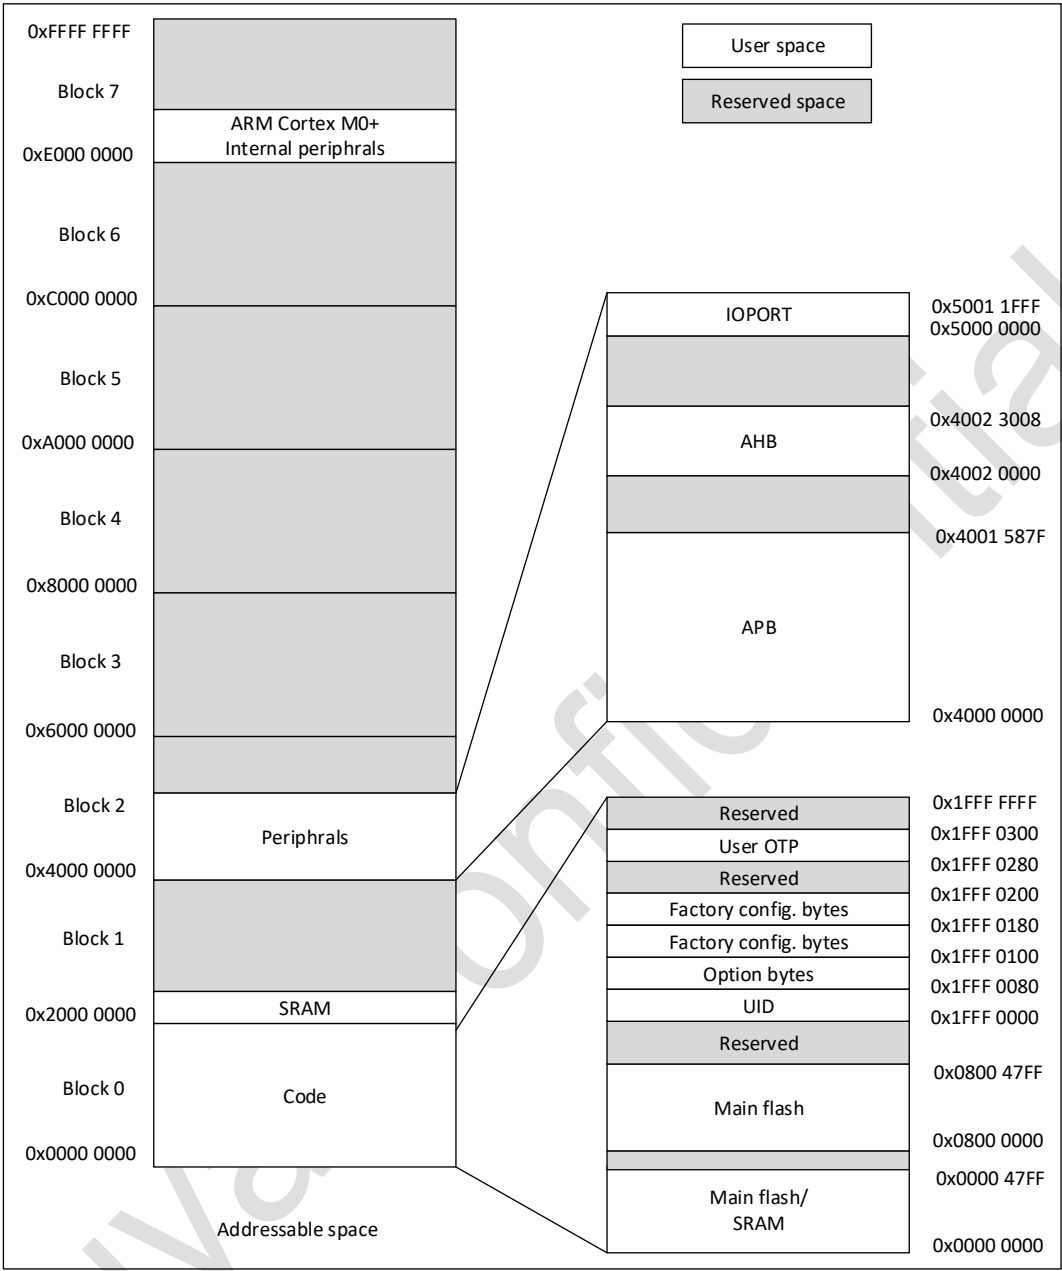 0xFFFF FFFF
Block 7
ARM Cortex M0+
Internal periphrals
0xE000 0000
Block 6
0xC000 0000
Block 5
0xA000 0000
Block 4
0x8000 0000
Block 3
0x6000 0000
Block 2
Periphrals
0x4000 0000
Block 1
SRAM
0x2000 0000
Block 0
Code
0x0000 0000
Addressable space
User space
Reserved space
IOPORT
0x5001 1FFF
0x5000 0000
0x4002 3008
AHB
0x4002 0000
0x4001 587F
APB
0x4000 0000
0x1FFF FFFF
Reserved
0x1FFF 0300
User OTP
0x1FFF 0280
Reserved
0x1FFF 0200
Factory config. bytes
0x1FFF 0180
Factory config. bytes
0x1FFF 0100
Option bytes
0x1FFF 0080
UID
0x1FFF 0000
Reserved
0x0800 47FF
Main flash
0x0800 0000
0x0000 47FF
Main flash/
SRAM
0x0000 0000